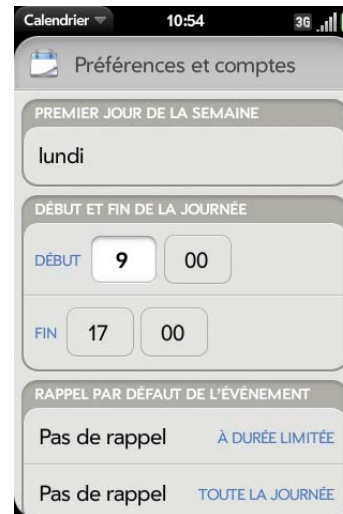 Calendrier 10:54 3G
Préférences et comptes
PREMIER JOUR DE LA SEMAINE
lundi
DÉBUT ET FIN DE LA JOURNÉE
DÉBUT 9 00
FIN 17 00
RAPPEL PAR DÉFAUT DE L'ÉVÉNEMENT
Pas de rappel À DURÉE LIMITÉE
Pas de rappel TOUTE LA JOURNÉE